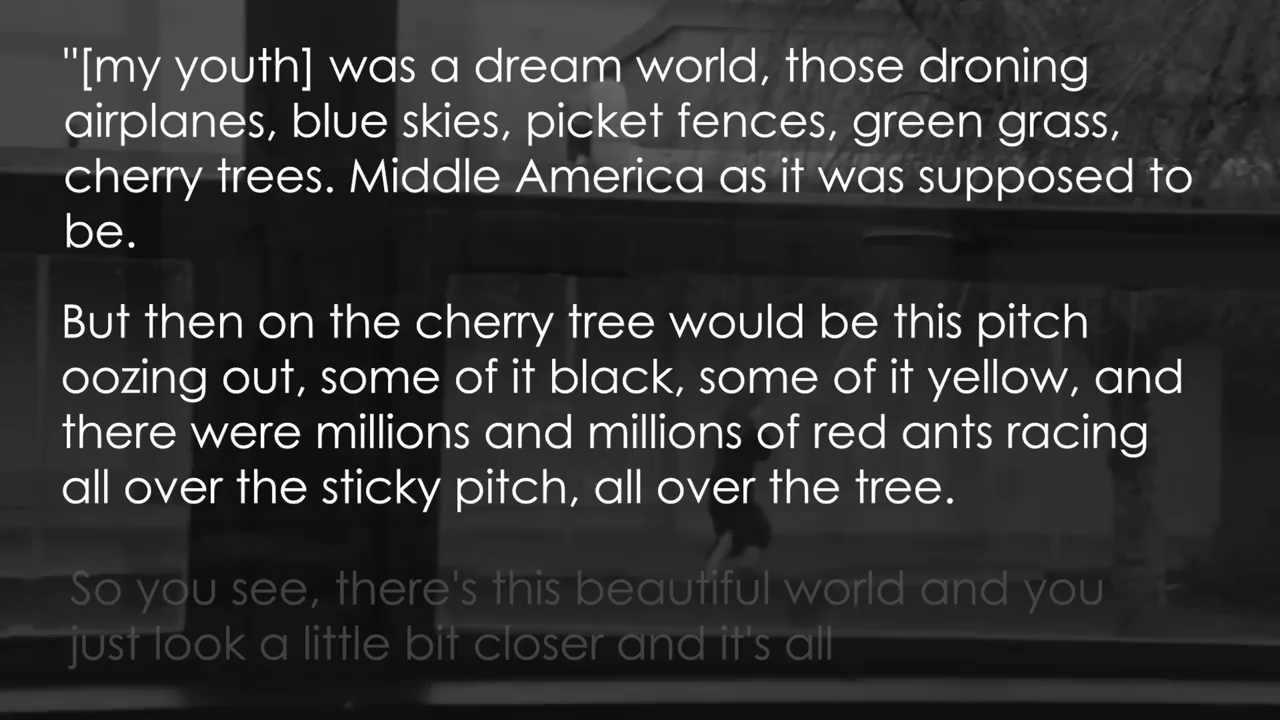 "[my youth] was a dream world, those droning
airplanes, blue skies, picket fences, green grass,
cherry trees. Middle America as it was supposed to
be.
But then on the cherry tree would be this pitch
oozing out, some of it black, some of it yellow, and
there were millions and millions of red ants racing
all over the sticky pitch, all over the tree.
So you see, there's this beautiful world and you
just look a little bit closer and it's all